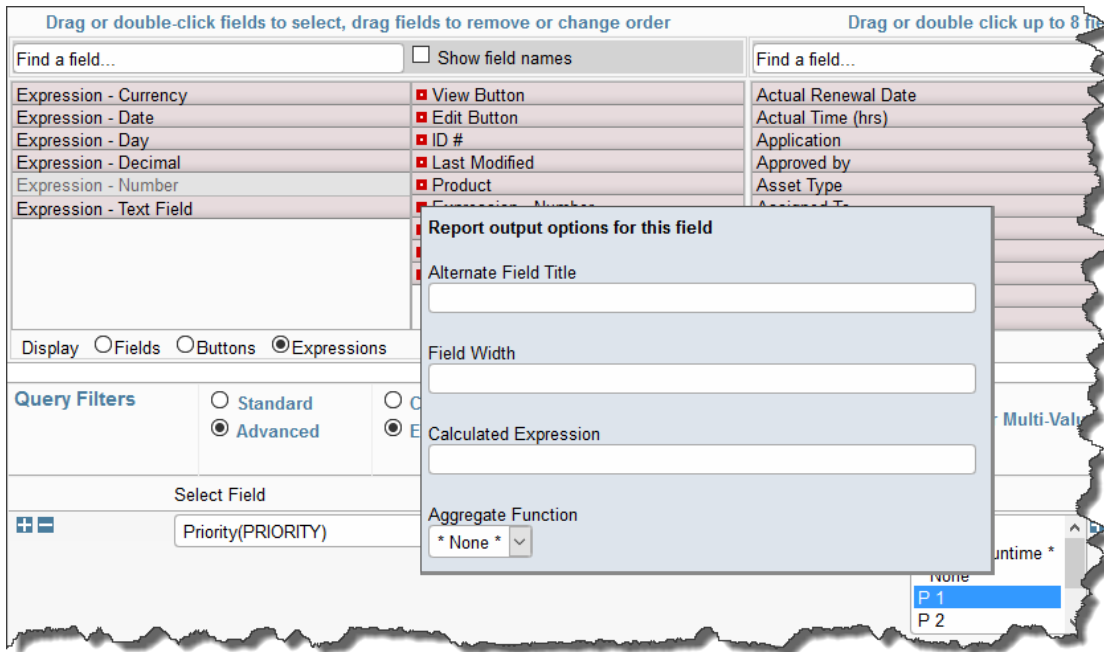 Drag or double-click fields to select, drag fields to remove or change order
Drag or double click up to 8
Find a field...
Show field names
Find a field...
Expression - Currency
Expression - Date
Expression - Day
Expression - Decimal
Expression - Number
Expression - Text Field
View Button
Edit Button
ID #
Last Modified
Product
Expression - Number
Actual Renewal Date
Actual Time (hrs)
Application
Approved by
Asset Type
Assigned To
Report output options for this field
Alternate Field Title
Field Width
Calculated Expression
Aggregate Function
* None *
Display Fields Buttons Expressions
Query Filters
Standard
Advanced
Select Field
Priority(PRIORITY)
None
P 1
P 2